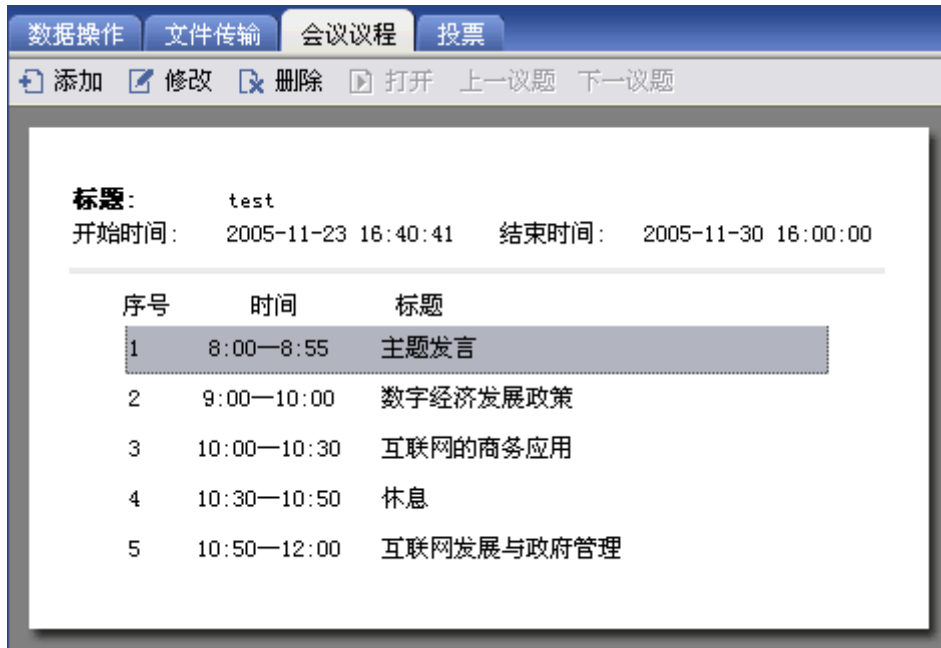 数据操作 文件传输 会议议程 投票
添加 修改 删除 打开 上一议题 下一议题
标题: test
开始时间: 2005-11-23 16:40:41 结束时间: 2005-11-30 16:00:00
序号 时间 标题
1 8:00—8:55 主题发言
2 9:00—10:00 数字经济发展政策
3 10:00—10:30 互联网的商务应用
4 10:30—10:50 休息
5 10:50—12:00 互联网发展与政府管理